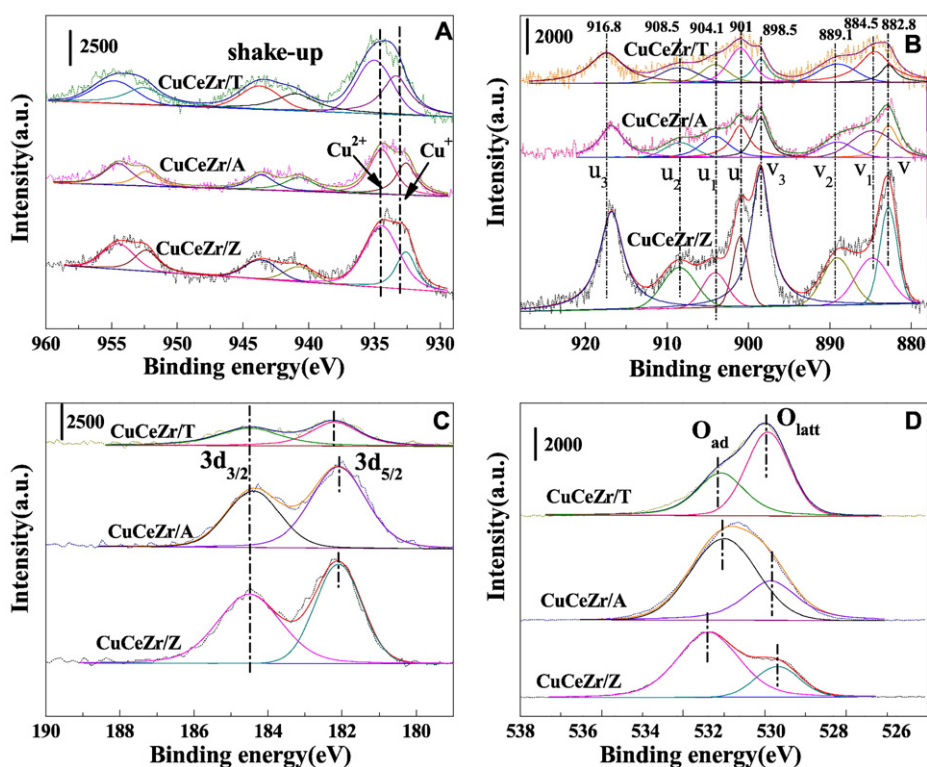 2500
A
shake-up
CuCeZr/T
Cu2+
Cu+
CuCeZr/A
CuCeZr/Z
Intensity(a.u.)
960 955 950 945 940 935 930
Binding energy(eV)
2000
916.8 908.5 904.1 901 898.5 889.1 884.5 882.8
B
CuCeZr/T
CuCeZr/A
u3 u2 u1 u v3 v2 v1 v
CuCeZr/Z
Intensity(a.u.)
920 910 900 890 880
Binding energy(eV)
2500
C
CuCeZr/T
3d3/2
3d5/2
CuCeZr/A
CuCeZr/Z
Intensity(a.u.)
190 188 186 184 182 180
Binding energy(eV)
2000
D
Oad
Olatt
CuCeZr/T
CuCeZr/A
CuCeZr/Z
Intensity(a.u.)
538 536 534 532 530 528 526 524
Binding energy(eV)